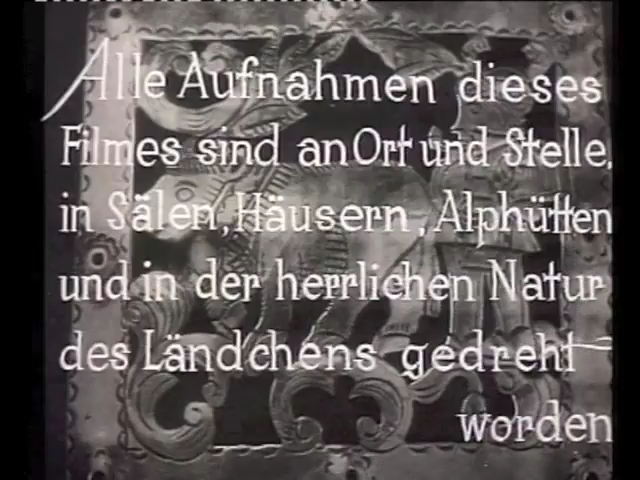 Alle Aufnahmen dieses
Filmes sind an Ort und Stelle,
in Sälen, Häusern, Alphütten
und in der herrlichen Natur
des Ländchens gedreht
worden